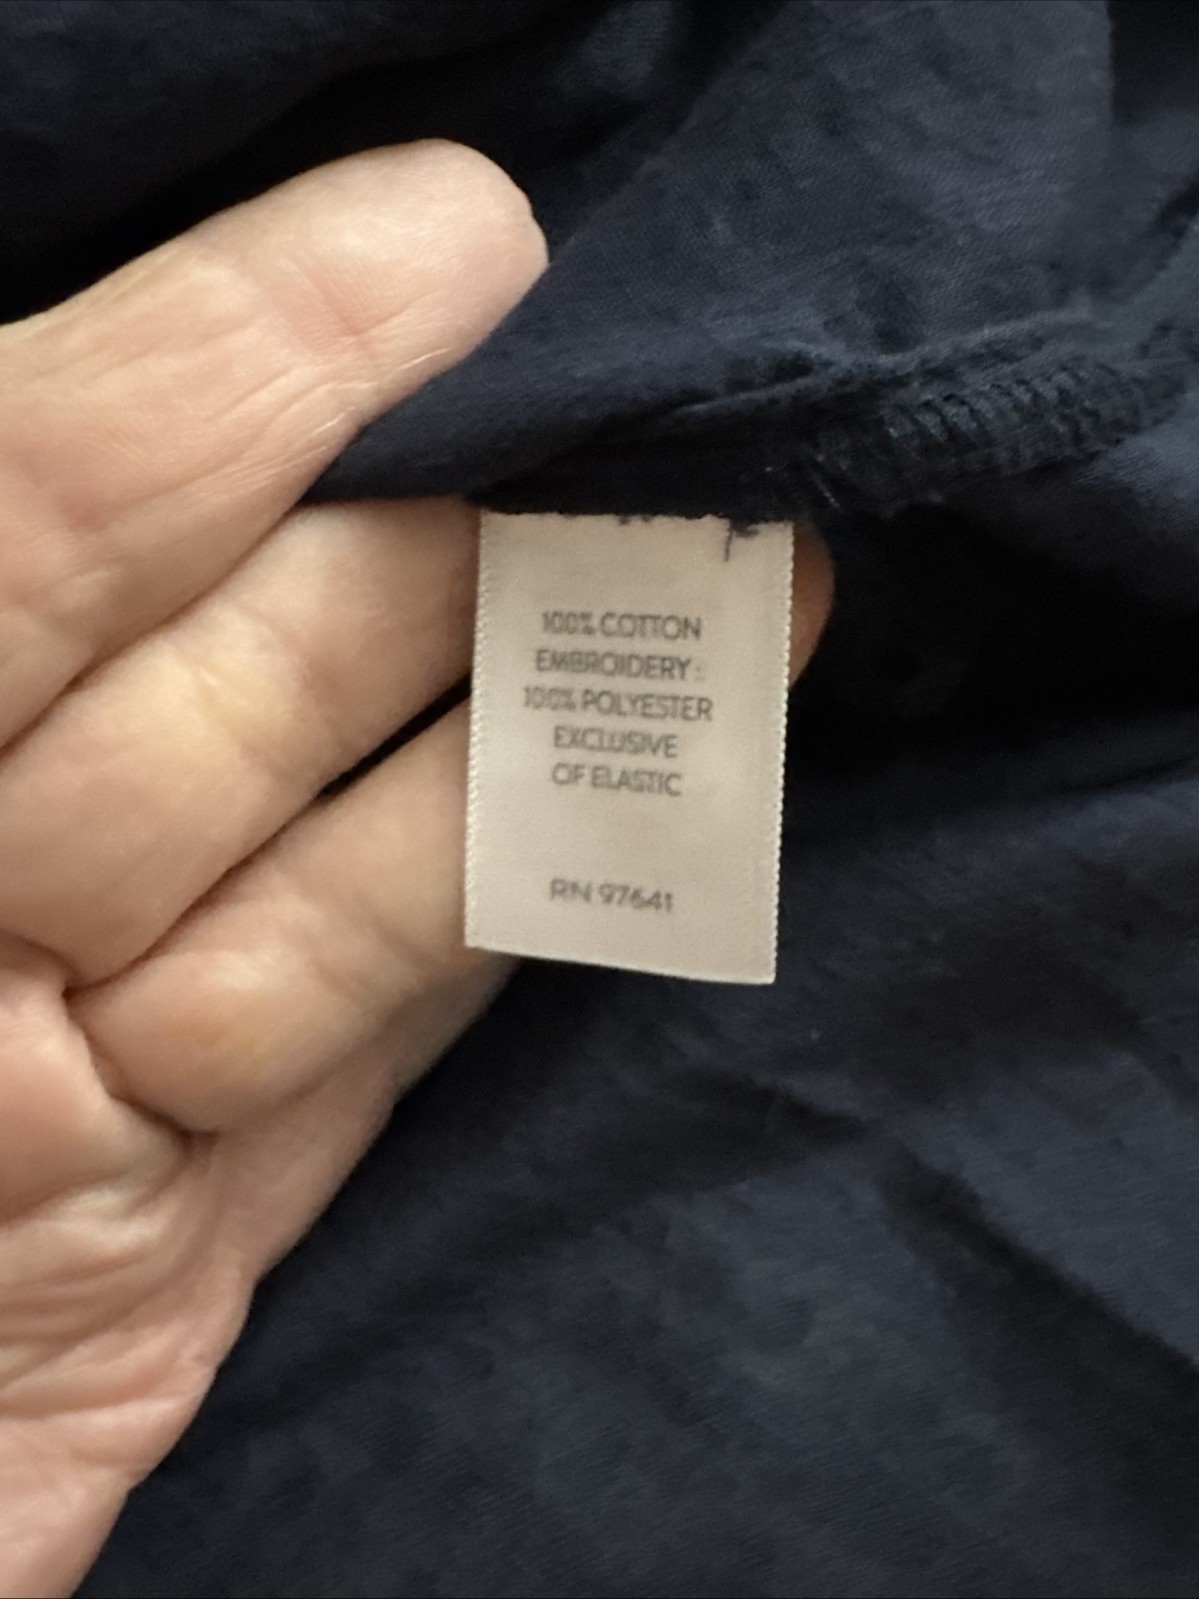 100% COTTON
EMBROIDERY:
100% POLYESTER
EXCLUSIVE
OF ELASTIC
RN 97641